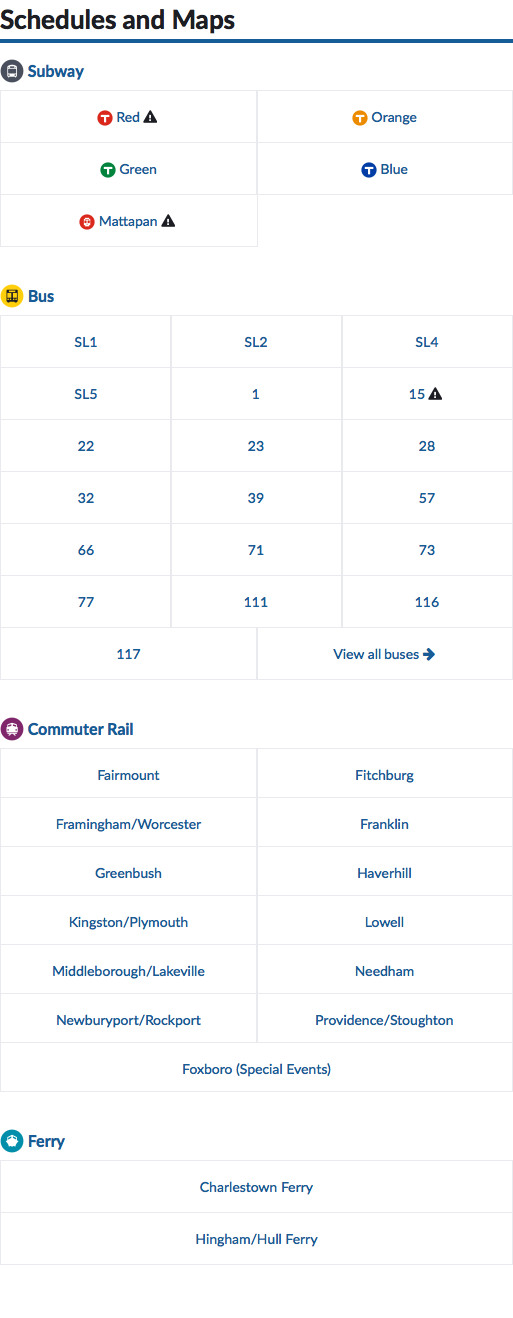 Schedules and Maps
Subway
Red Orange
Green Blue
Mattapan
Bus
SL1 SL2 SL4
SL5 1 15
22 23 28
32 39 57
66 71 73
77 111 116
117 View all buses
Commuter Rail
Fairmount Fitchburg
Framingham/Worcester Franklin
Greenbush Haverhill
Kingston/Plymouth Lowell
Middleborough/Lakeville Needham
Newburyport/Rockport Providence/Stoughton
Foxboro (Special Events)
Ferry
Charlestown Ferry
Hingham/Hull Ferry